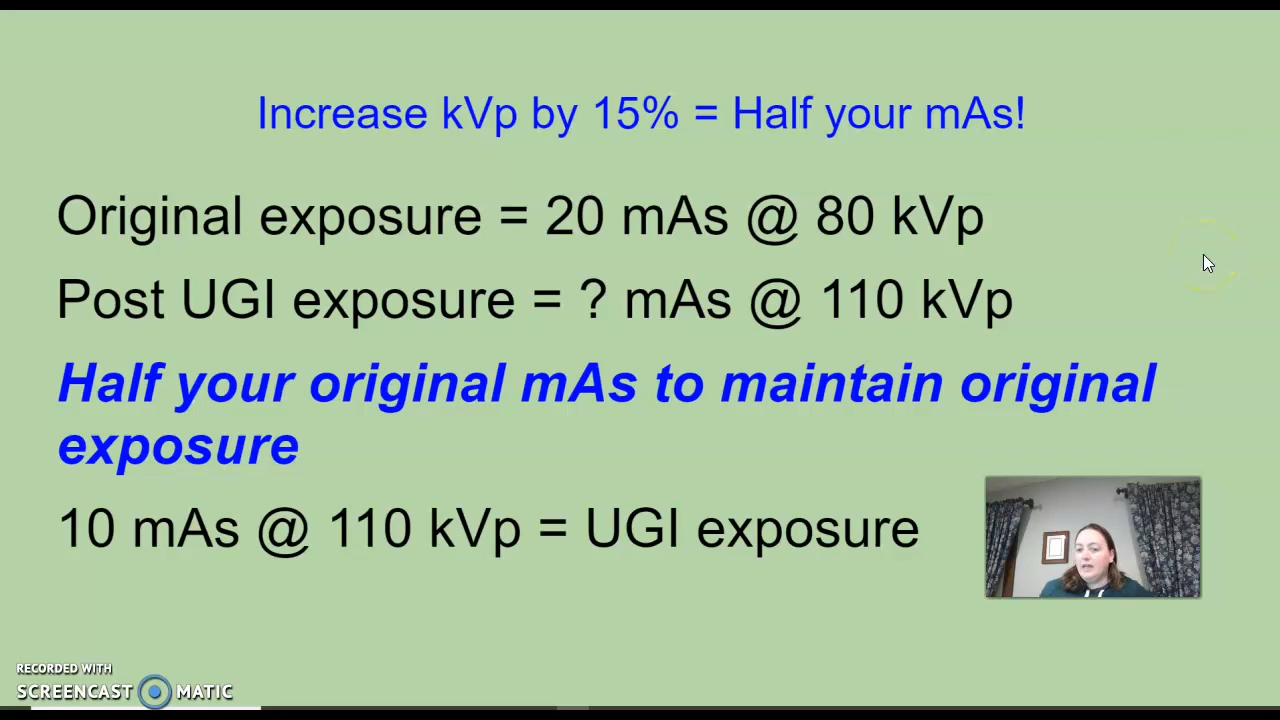 Increase kVp by 15% = Half your mAs!
Original exposure = 20 mAs @ 80 kVp
Post UGI exposure = ? mAs @ 110 kVp
Half your original mAs to maintain original
exposure
10 mAs @ 110 kVp = UGI exposure
RECORDED WITH
SCREENCAST MATIC